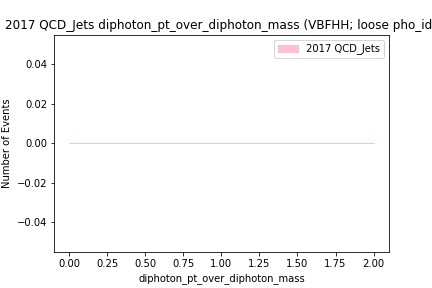 2017 QCD_Jets diphoton_pt_over_diphoton_mass (VBFHH; loose pho_id
2017 QCD_Jets
Number of Events
0.04
0.02
0.00
−0.02
−0.04
0.00 0.25 0.50 0.75 1.00 1.25 1.50 1.75 2.00
diphoton_pt_over_diphoton_mass